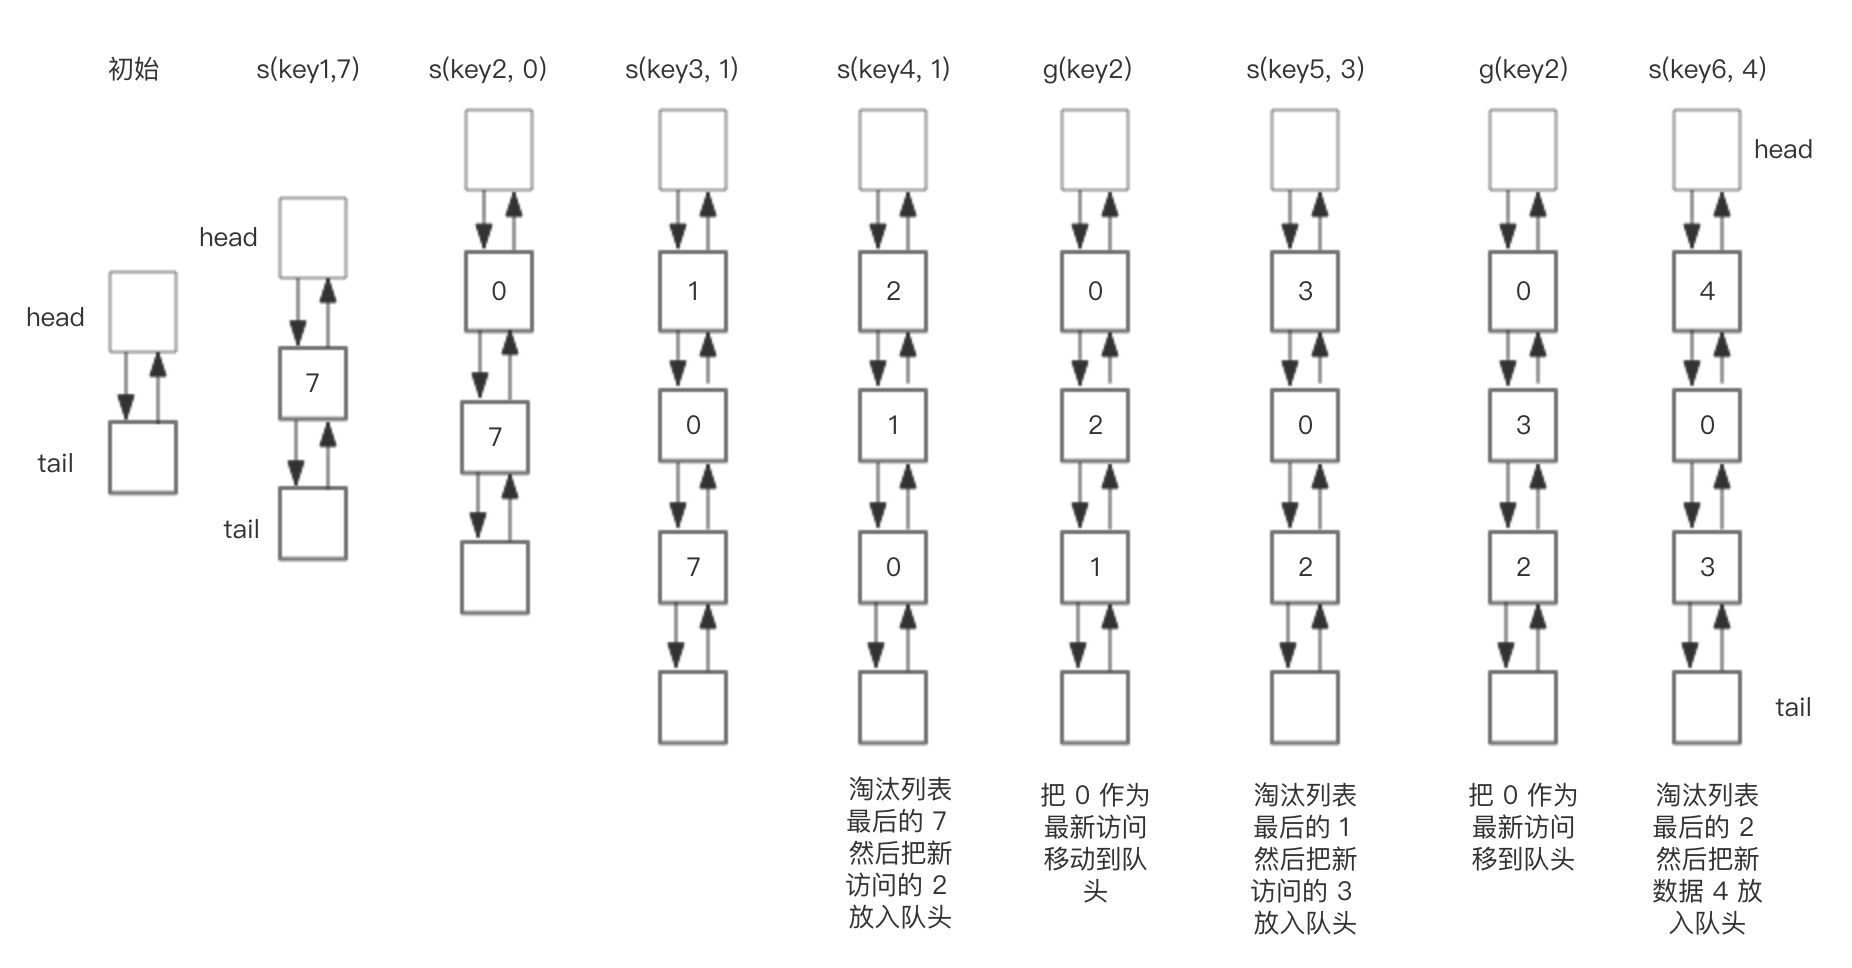 初始
s(key1,7)
s(key2, 0)
s(key3, 1)
s(key4, 1)
g(key2)
s(key5, 3)
g(key2)
s(key6, 4)
head
tail
head
7
tail
0
7
1
0
7
2
1
0
淘汰列表
最后的 7
然后把新
访问的 2
放入队头
0
2
1
把 0 作为
最新访问
移动到队
头
3
0
2
淘汰列表
最后的 1
然后把新
访问的 3
放入队头
0
3
2
把 0 作为
最新访问
移到队头
head
4
0
3
tail
淘汰列表
最后的 2
然后把新
数据 4 放
入队头